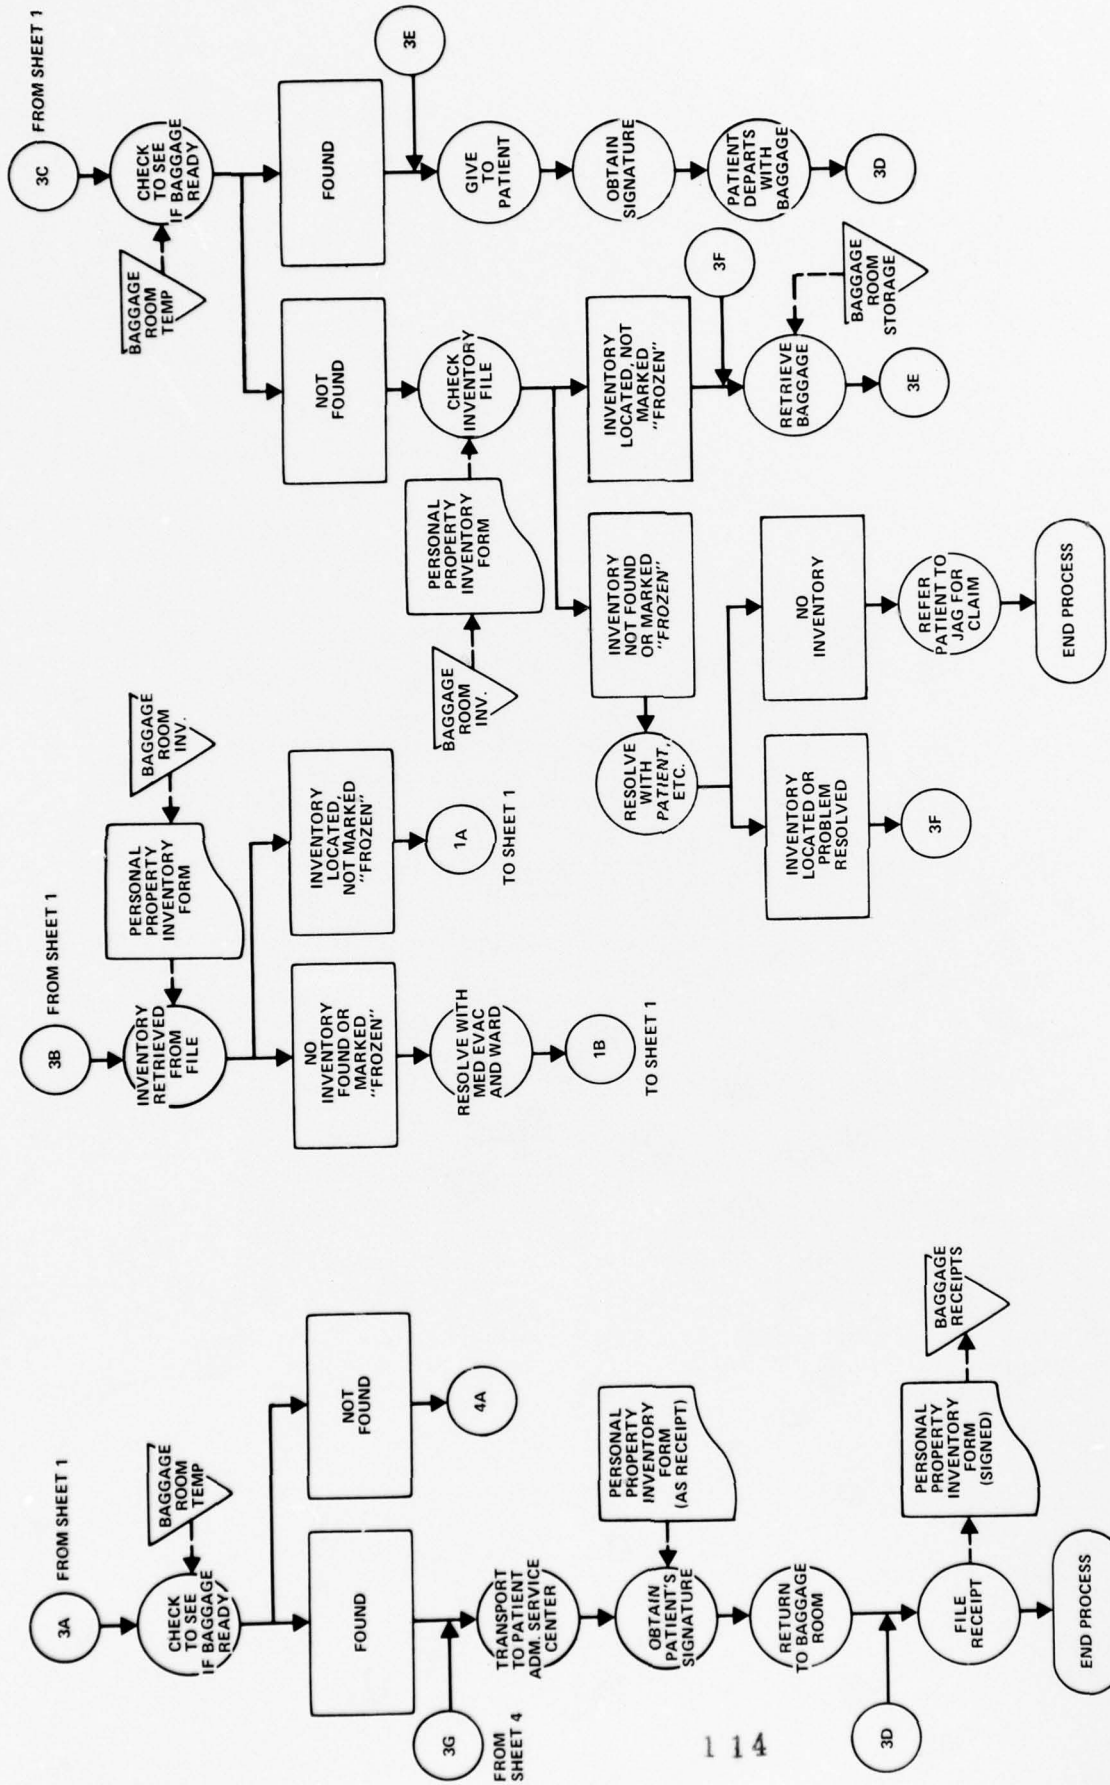 3A
FROM SHEET 1
CHECK
TO SEE
IF BAGGAGE
READY
BAGGAGE
ROOM
TEMP
FOUND
NOT
FOUND
4A
3G
FROM
SHEET 4
TRANSPORT
TO PATIENT
ADM. SERVICE
CENTER
OBTAIN
PATIENT'S
SIGNATURE
PERSONAL
PROPERTY
INVENTORY
FORM
(AS RECEIPT)
RETURN
TO BAGGAGE
ROOM
3D
FILE
RECEIPT
PERSONAL
PROPERTY
INVENTORY
FORM
(SIGNED)
BAGGAGE
RECEIPTS
END PROCESS
3B
FROM SHEET 1
INVENTORY
RETRIEVED
FROM
FILE
PERSONAL
PROPERTY
INVENTORY
FORM
BAGGAGE
ROOM
INV.
NO
INVENTORY
FOUND OR
MARKED
"FROZEN"
INVENTORY
LOCATED,
NOT MARKED
"FROZEN"
RESOLVE WITH
MED EVAC
AND WARD
1A
TO SHEET 1
1B
TO SHEET 1
3C
FROM SHEET 1
CHECK
TO SEE
IF BAGGAGE
READY
BAGGAGE
ROOM
TEMP
NOT
FOUND
FOUND
3E
CHECK
INVENTORY
FILE
PERSONAL
PROPERTY
INVENTORY
FORM
BAGGAGE
ROOM
INV.
GIVE
TO
PATIENT
OBTAIN
SIGNATURE
PATIENT
DEPARTS
WITH
BAGGAGE
3D
INVENTORY
NOT FOUND
OR MARKED
"FROZEN"
INVENTORY
LOCATED, NOT
MARKED
"FROZEN"
3F
RETRIEVE
BAGGAGE
BAGGAGE
ROOM
STORAGE
3E
RESOLVE
WITH
PATIENT,
ETC.
INVENTORY
LOCATED OR
PROBLEM
RESOLVED
NO
INVENTORY
3F
REFER
PATIENT TO
JAG FOR
CLAIM
END PROCESS
114